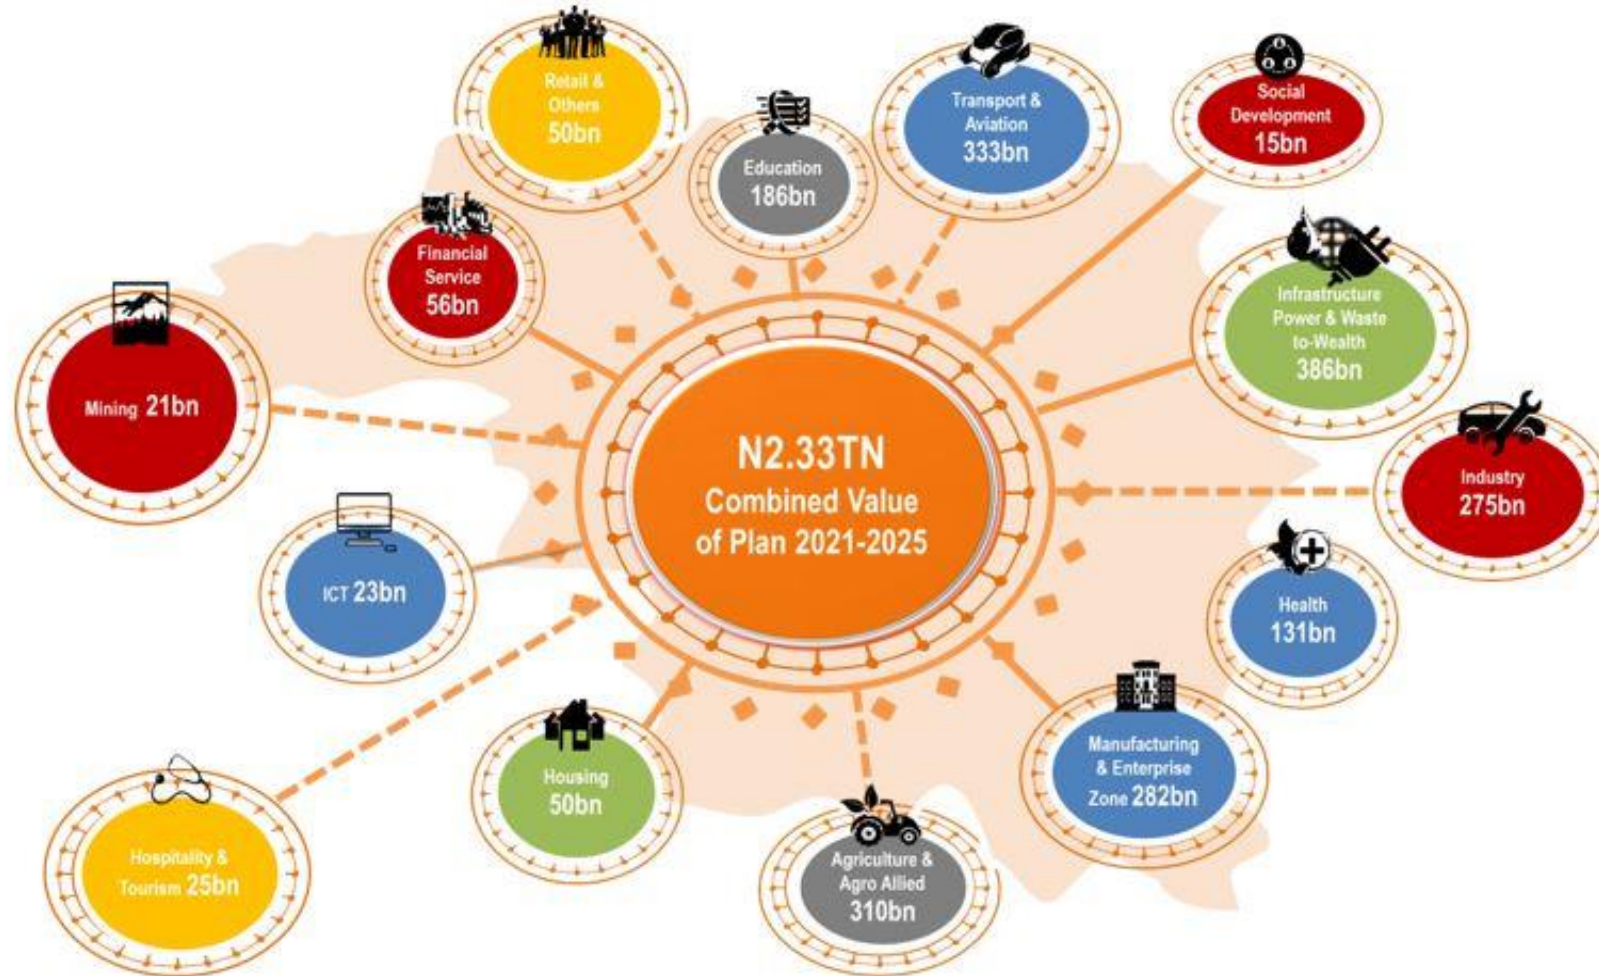 Retail &
Others
50bn
Education
186bn
Transport &
Aviation
333bn
Social
Development
15bn
Financial
Service
56bn
Infrastructure
Power & Waste
to-Wealth
386bn
Mining 21bn
N2.33TN
Combined Value
of Plan 2021-2025
Industry
275bn
ICT 23bn
Health
131bn
Housing
50bn
Manufacturing
& Enterprise
Zone 282bn
Hospitality &
Tourism 25bn
Agriculture &
Agro Allied
310bn